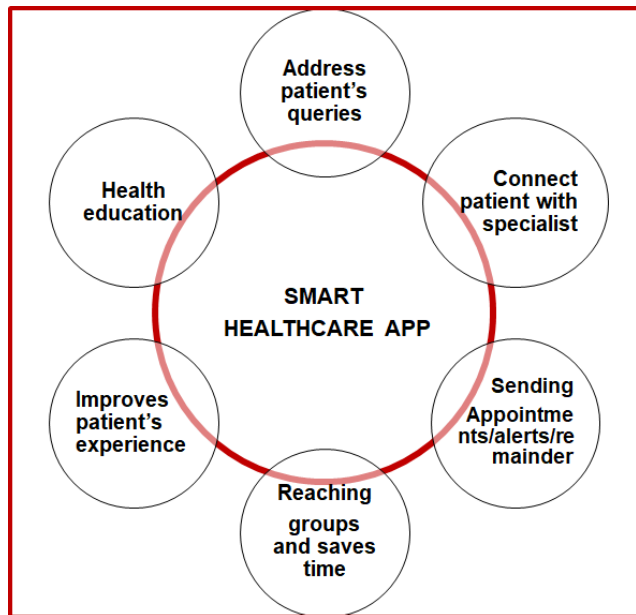 Address
patient's
queries
Connect
patient with
specialist
Sending
Appointme
nts/alerts/re
mainder
Reaching
groups
and saves
time
Improves
patient's
experience
Health
education
SMART
HEALTHCARE APP